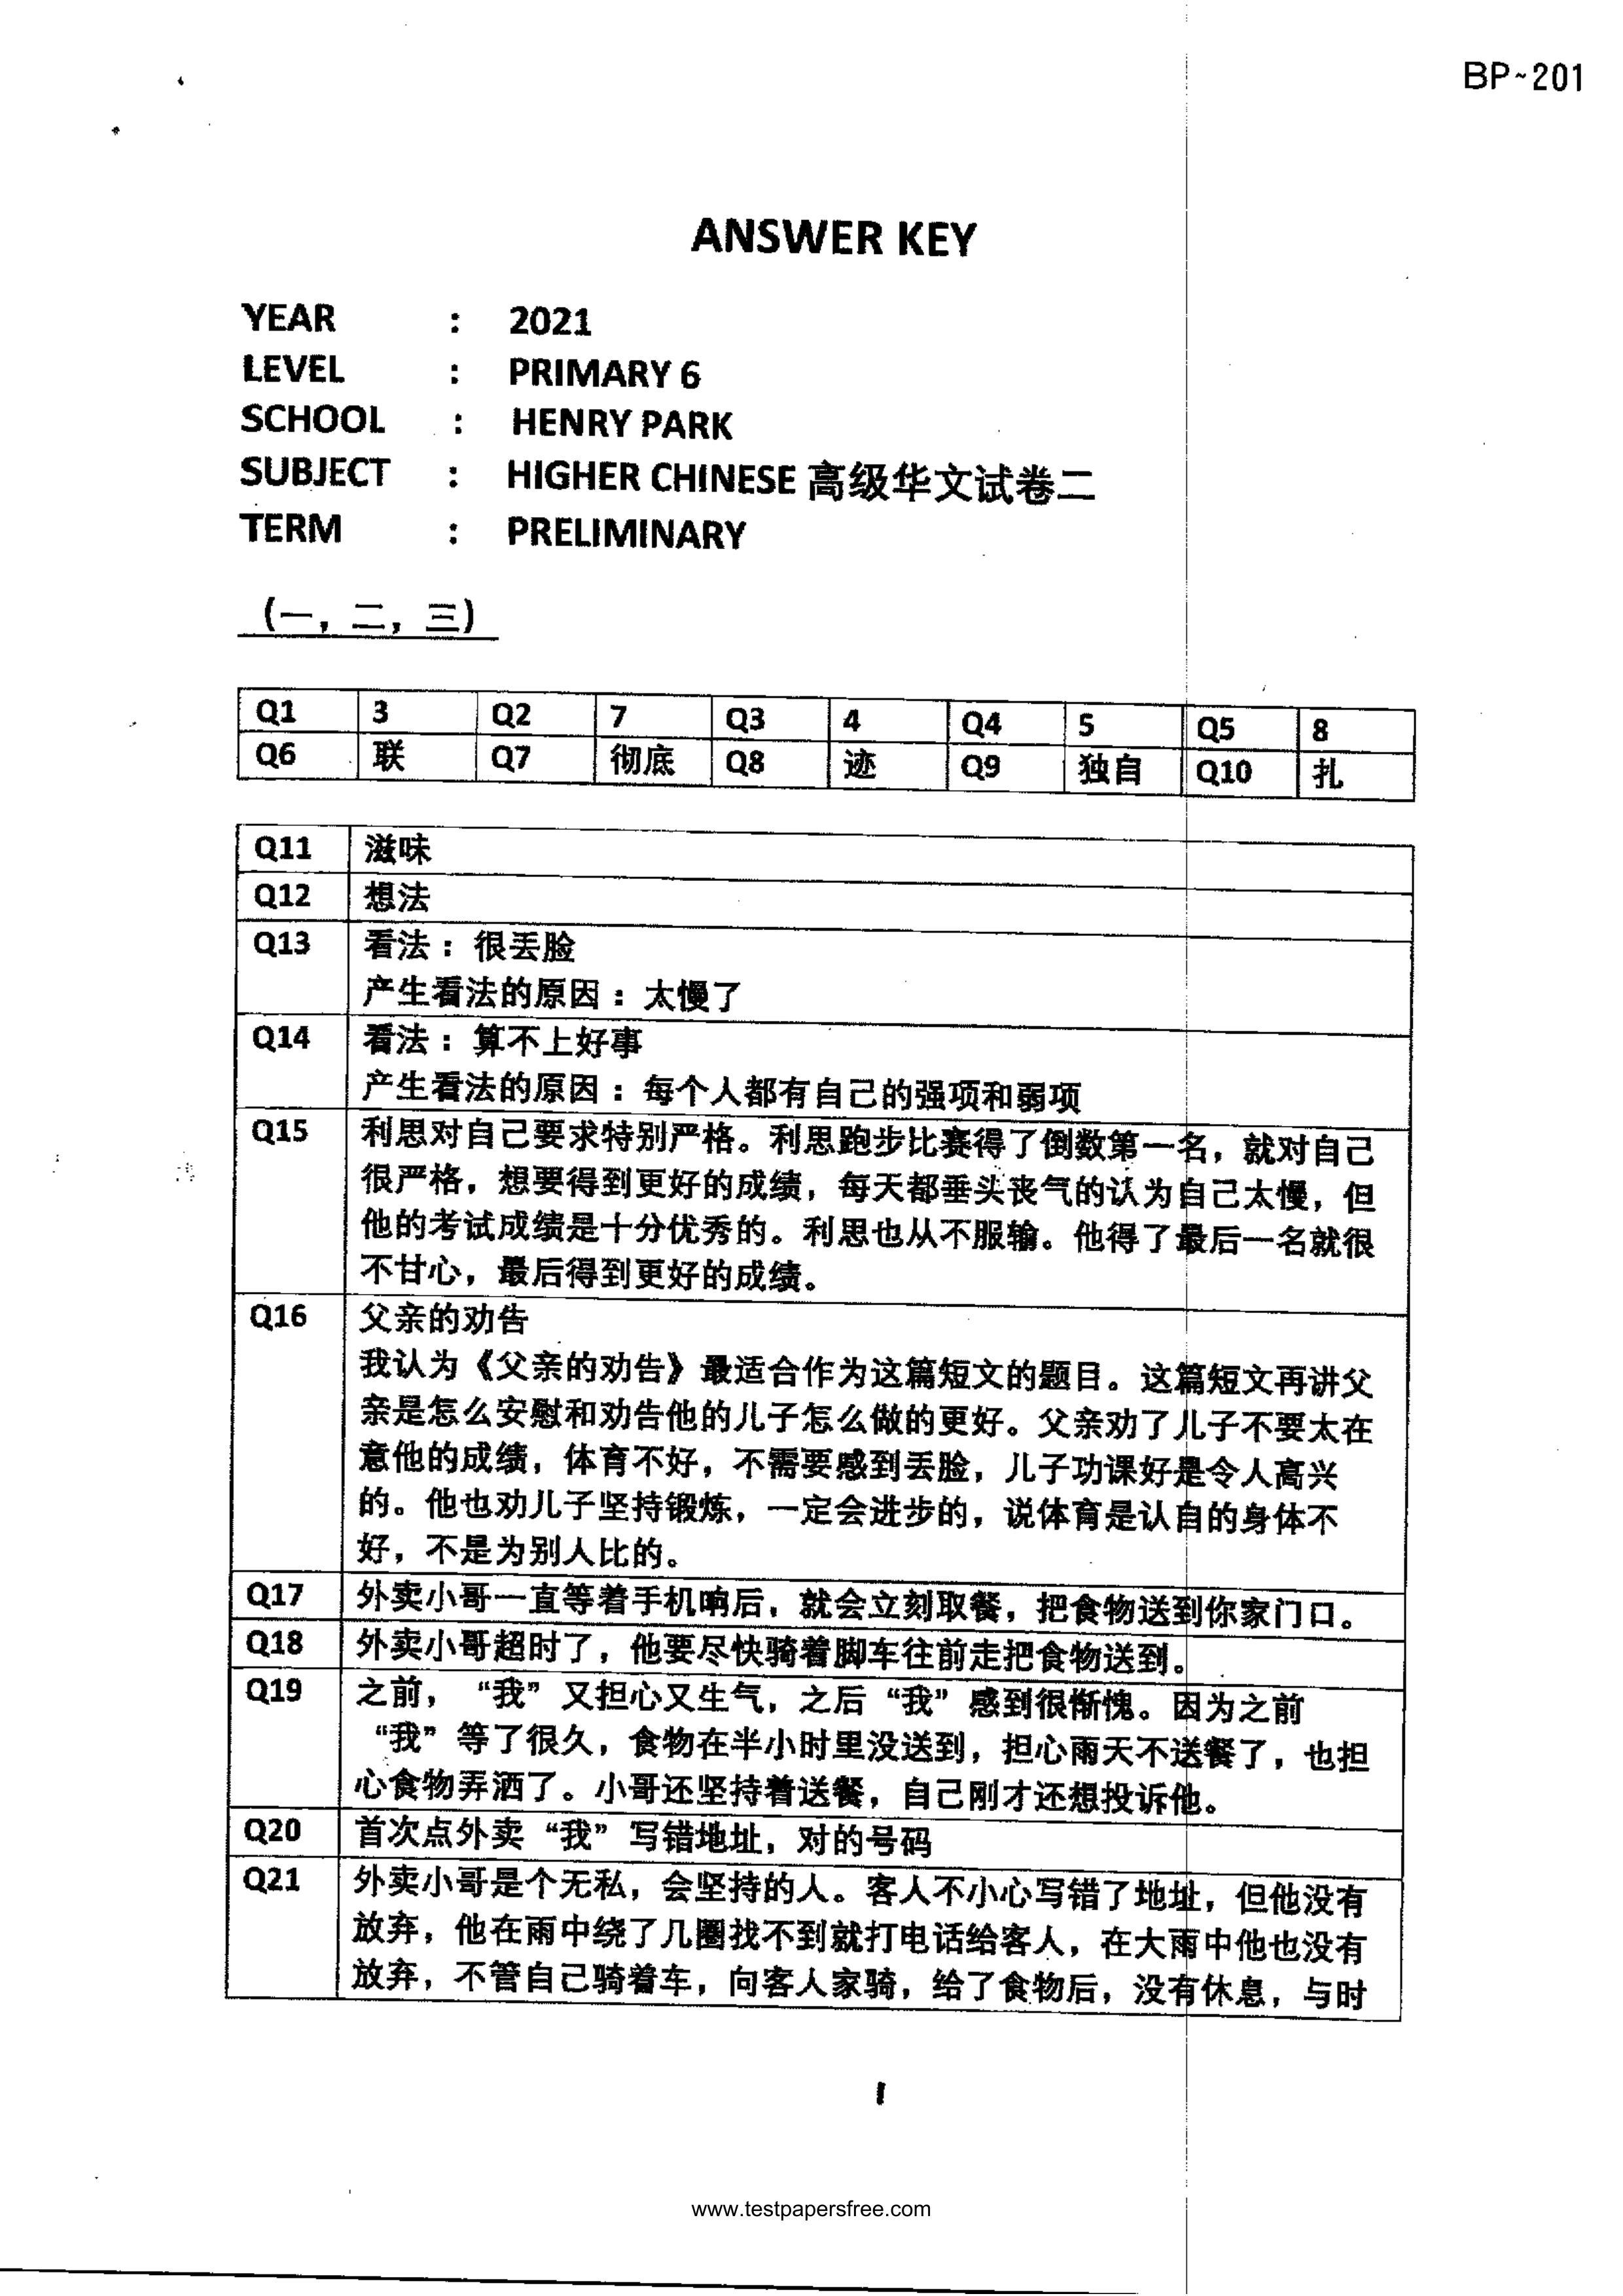 BP~201
ANSWER KEY
YEAR : 2021
LEVEL : PRIMARY 6
SCHOOL : HENRY PARK
SUBJECT : HIGHER CHINESE 高级华文试卷二
TERM : PRELIMINARY
(一，二，三)
Q1 3 Q2 7 Q3 4 Q4 5 Q5 8
Q6 联 Q7 彻底 Q8 迹 Q9 独自 Q10 扎
Q11 滋味
Q12 想法
Q13 看法：很丢脸
产生看法的原因：太慢了
Q14 看法：算不上好事
产生看法的原因：每个人都有自己的强项和弱项
Q15 利思对自己要求特别严格。利思跑步比赛得了倒数第一名，就对自己
很严格，想要得到更好的成绩，每天都垂头丧气的认为自己太慢，但
他的考试成绩是十分优秀的。利思也从不服输。他得了最后一名就很
不甘心，最后得到更好的成绩。
Q16 父亲的劝告
我认为《父亲的劝告》最适合作为这篇短文的题目。这篇短文再讲父
亲是怎么安慰和劝告他的儿子怎么做的更好。父亲劝了儿子不要太在
意他的成绩，体育不好，不需要感到丢脸，儿子功课好是令人高兴
的。他也劝儿子坚持锻炼，一定会进步的，说体育是认自的身体不
好，不是为别人比的。
Q17 外卖小哥一直等着手机响后，就会立刻取餐，把食物送到你家门口。
Q18 外卖小哥超时了，他要尽快骑着脚车往前走把食物送到。
Q19 之前，“我”又担心又生气，之后“我”感到很惭愧。因为之前
“我”等了很久，食物在半小时里没送到，担心雨天不送餐了，也担
心食物弄洒了。小哥还坚持着送餐，自己刚才还想投诉他。
Q20 首次点外卖“我”写错地址，对的号码
Q21 外卖小哥是个无私，会坚持的人。客人不小心写错了地址，但他没有
放弃，他在雨中绕了几圈找不到就打电话给客人，在大雨中他也没有
放弃，不管自己骑着车，向客人家骑，给了食物后，没有休息，与时
1
www.testpapersfree.com